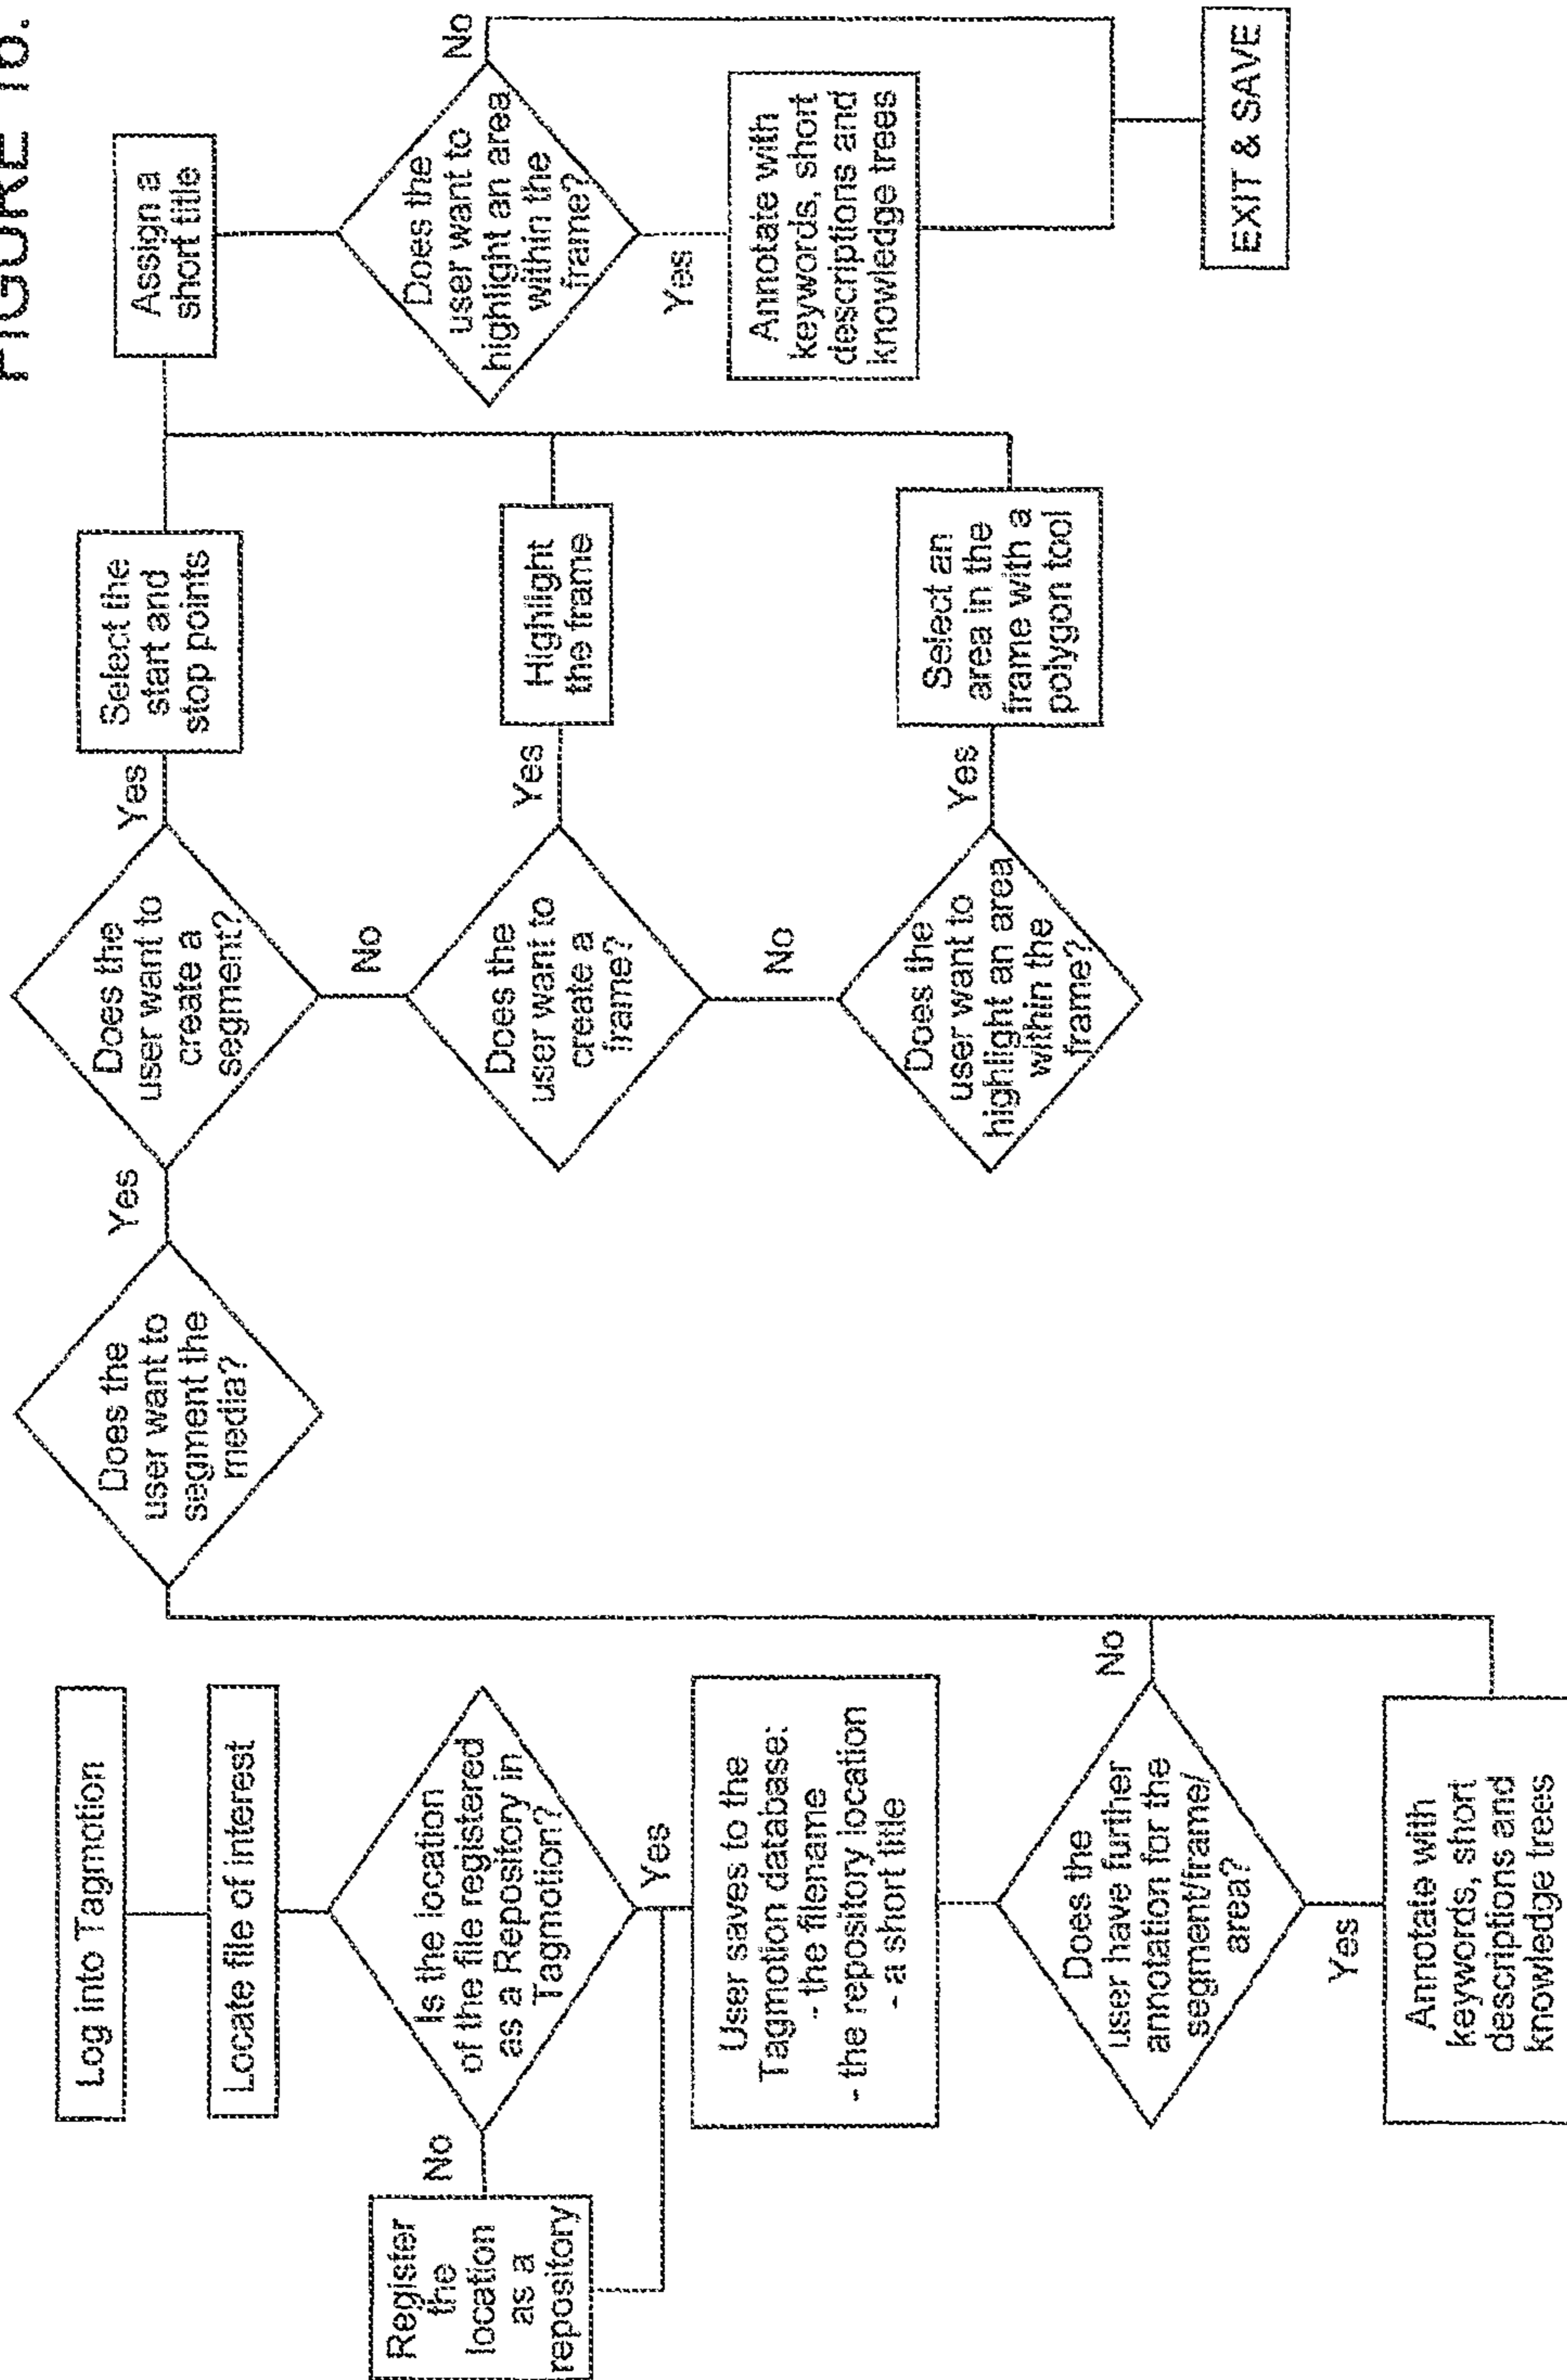 FIGURE 16.
Log into Tagmotion
Locate file of interest
Is the location
of the file registered
as a Repository in
Tagmotion?
No
Register
the
location
as a
repository
Yes
User saves to the
Tagmotion database:
- the filename
- the repository location
- a short title
Does the
user have further
annotation for the
segment/frame/
area?
No
Yes
Annotate with
keywords, short
descriptions and
knowledge trees
Does the
user want to
segment the
media?
Yes
Does the
user want to
create a
segment?
Yes
Select the
start and
stop points
No
Does the
user want to
create a
frame?
Yes
Highlight
the frame
No
Does the
user want to
highlight an area
within the
frame?
Yes
Select an
area in the
frame with a
polygon tool
Assign a
short title
Does the
user want to
highlight an area
within the
frame?
No
Yes
Annotate with
keywords, short
descriptions and
knowledge trees
EXIT & SAVE